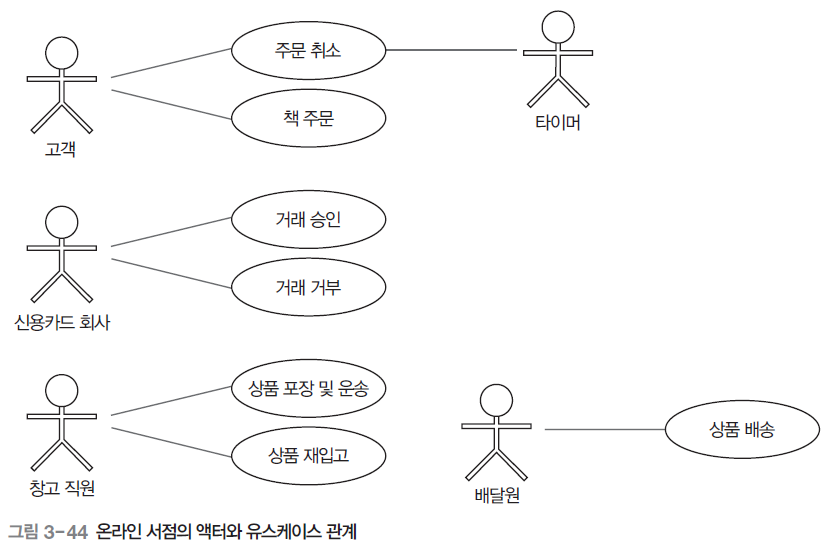 주문 취소
책 주문
고객
타이머
거래 승인
거래 거부
신용카드 회사
상품 포장 및 운송
상품 재입고
창고 직원
상품 배송
배달원
그림 3-44 온라인 서점의 액터와 유스케이스 관계